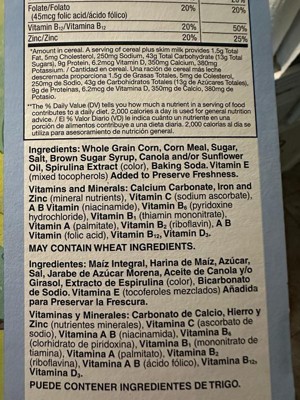 20%
Folate/Folato 20% 20%
(45mcg folic acid/ácido fólico)
Vitamin B₁₂/Vitamina B₁₂ 20% 50%
Zinc/Zinc 20% 25%
*Amount in cereal. A serving of cereal plus skim milk provides 1.5g Total
Fat, 5mg Cholesterol, 250mg Sodium, 43g Total Carbohydrate (13g Total
Sugars), 9g Protein, 6.2mcg Vitamin D, 350mg Calcium, 380mg
Potassium. / Cantidad en cereal. Una ración de cereal más leche
descremada proporciona 1.5g de Grasas Totales, 5mg de Colesterol,
250mg de Sodio, 43g de Carbohidratos Totales (13g de Azúcares Totales),
9g de Proteínas, 6.2mcg de Vitamina D, 350mg de Calcio, 380mg de
Potasio.
**The % Daily Value (DV) tells you how much a nutrient in a serving of food
contributes to a daily diet. 2,000 calories a day is used for general nutrition
advice. / El % Valor Diario (VD) le indica cuánto un nutriente en una
porción de alimentos contribuye a una dieta diaria. 2,000 calorías al día se
utiliza para asesoramiento de nutrición general.
Ingredients: Whole Grain Corn, Corn Meal, Sugar,
Salt, Brown Sugar Syrup, Canola and/or Sunflower
Oil, Spirulina Extract (color), Baking Soda. Vitamin E
(mixed tocopherols) Added to Preserve Freshness.
Vitamins and Minerals: Calcium Carbonate, Iron and
Zinc (mineral nutrients), Vitamin C (sodium ascorbate),
A B Vitamin (niacinamide), Vitamin B₆ (pyridoxine
hydrochloride), Vitamin B₁ (thiamin mononitrate),
Vitamin A (palmitate), Vitamin B₂ (riboflavin), A B
Vitamin (folic acid), Vitamin B₁₂, Vitamin D₃.
MAY CONTAIN WHEAT INGREDIENTS.
Ingredientes: Maíz Integral, Harina de Maíz, Azúcar,
Sal, Jarabe de Azúcar Morena, Aceite de Canola y/o
Girasol, Extracto de Espirulina (color), Bicarbonato
de Sodio. Vitamina E (tocoferoles mezclados) Añadida
para Preservar la Frescura.
Vitaminas y Minerales: Carbonato de Calcio, Hierro y
Zinc (nutrientes minerales), Vitamina C (ascorbato de
sodio), Vitamina A B (niacinamida), Vitamina B₆
(clorhidrato de piridoxina), Vitamina B₁ (mononitrato de
tiamina), Vitamina A (palmitato), Vitamina B₂
(riboflavina), Vitamina A B (ácido fólico), Vitamina B₁₂,
Vitamina D₃.
PUEDE CONTENER INGREDIENTES DE TRIGO.